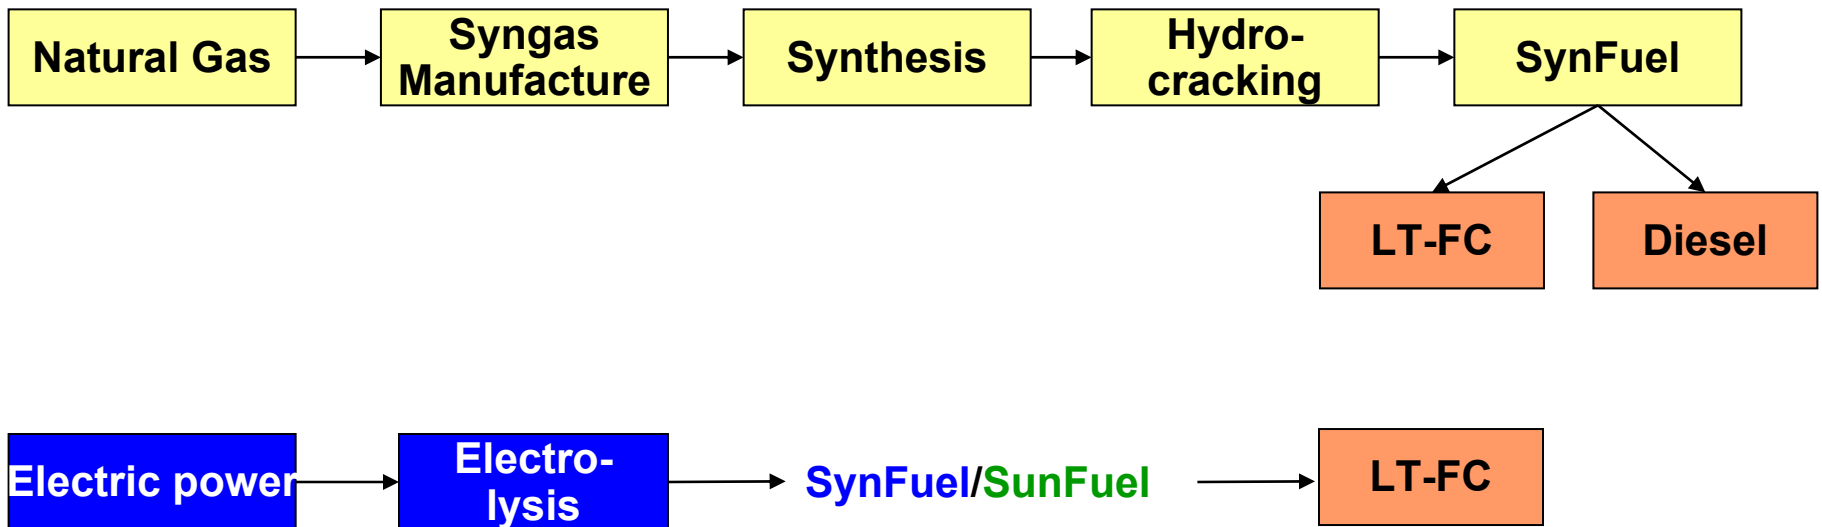 Natural Gas
Syngas
Manufacture
Synthesis
Hydro-
cracking
SynFuel
LT-FC
Diesel
Electric power
Electro-
lysis
SynFuel/SunFuel
LT-FC